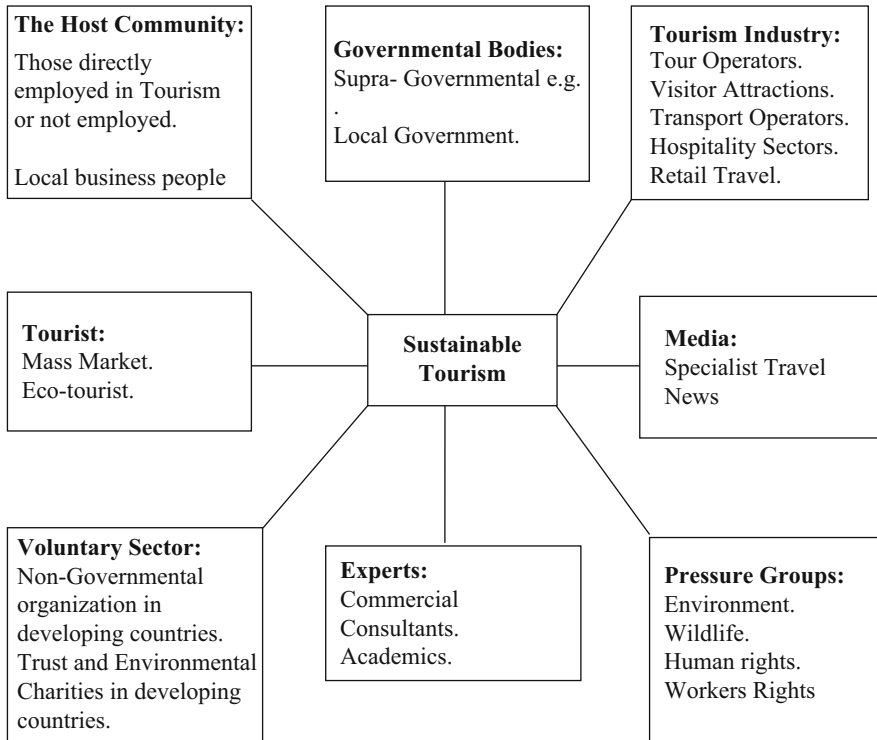 The Host Community:
Those directly
employed in Tourism
or not employed.
Local business people
Governmental Bodies:
Supra- Governmental e.g.
.
Local Government.
Tourism Industry:
Tour Operators.
Visitor Attractions.
Transport Operators.
Hospitality Sectors.
Retail Travel.
Tourist:
Mass Market.
Eco-tourist.
Sustainable
Tourism
Media:
Specialist Travel
News
Voluntary Sector:
Non-Governmental
organization in
developing countries.
Trust and Environmental
Charities in developing
countries.
Experts:
Commercial
Consultants.
Academics.
Pressure Groups:
Environment.
Wildlife.
Human rights.
Workers Rights